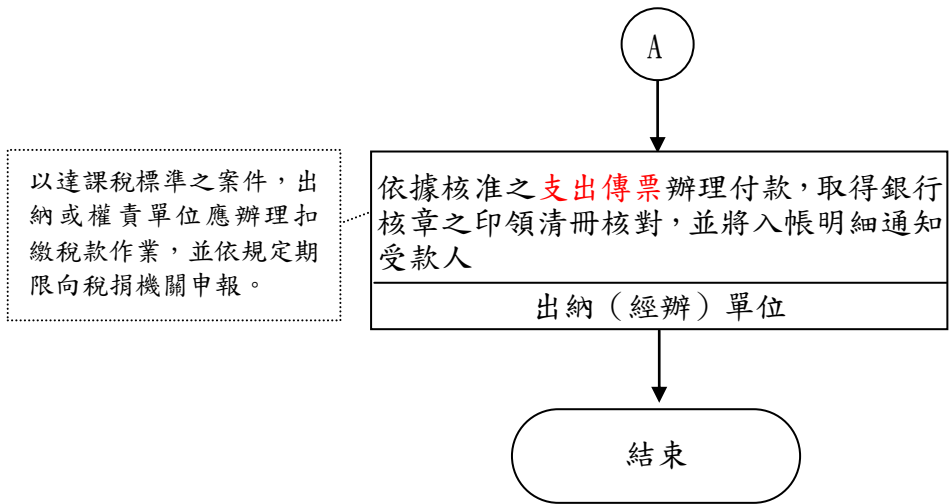 A
以達課稅標準之案件，出
納或權責單位應辦理扣
繳稅款作業，並依規定期
限向稅捐機關申報。
依據核准之支出傳票辦理付款，取得銀行
核章之印領清冊核對，並將入帳明細通知
受款人
出納（經辦）單位
結束